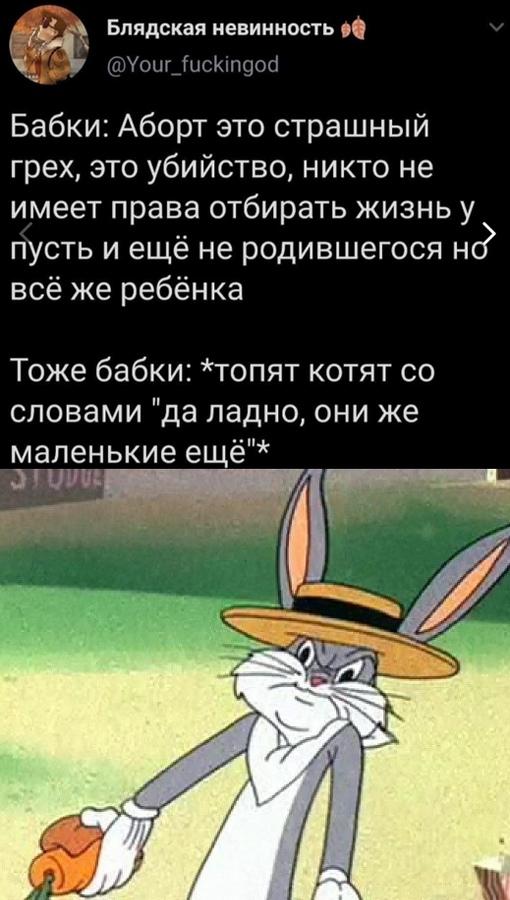 Блядская невинность 🍂
@Your_fuckingod
Бабки: Аборт это страшный
грех, это убийство, никто не
имеет права отбирать жизнь у
пусть и ещё не родившегося но
всё же ребёнка
Тоже бабки: *топят котят со
словами "да ладно, они же
маленькие ещё"*